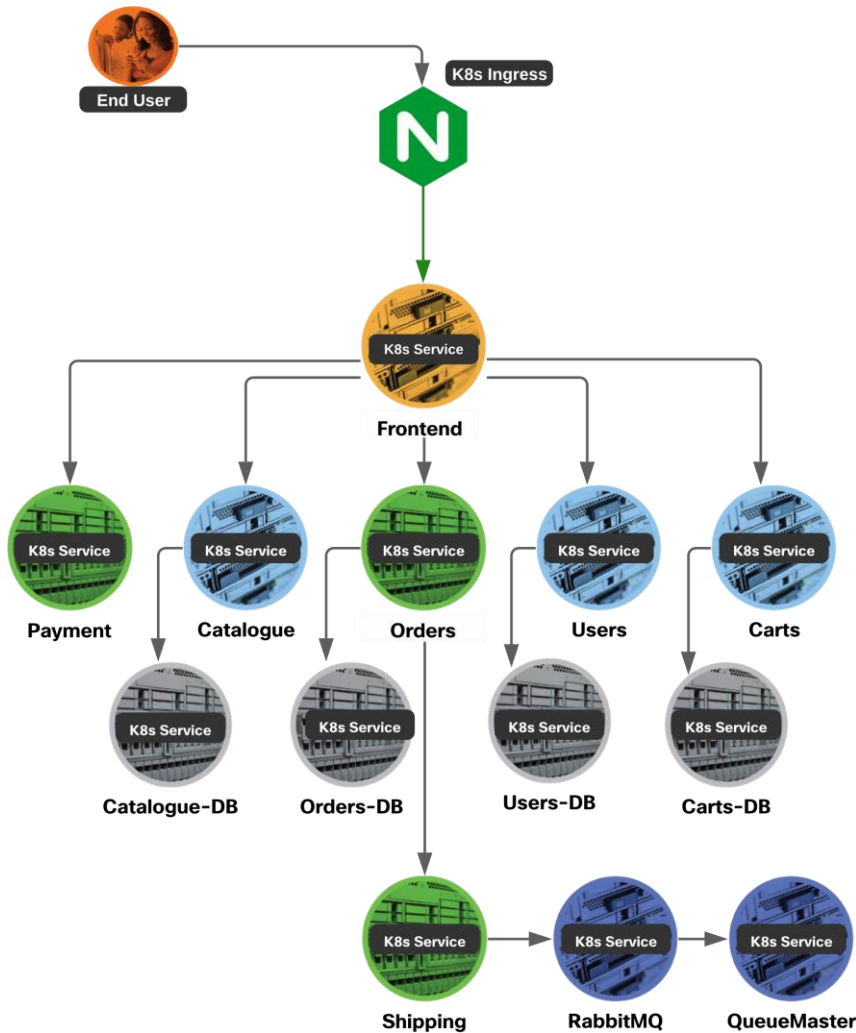 K8s Ingress
End User
N
K8s Service
Frontend
K8s Service
K8s Service
K8s Service
K8s Service
K8s Service
Payment
Catalogue
Orders
Users
Carts
K8s Service
K8s Service
K8s Service
K8s Service
Catalogue-DB
Orders-DB
Users-DB
Carts-DB
K8s Service
K8s Service
K8s Service
Shipping
RabbitMQ
QueueMaster